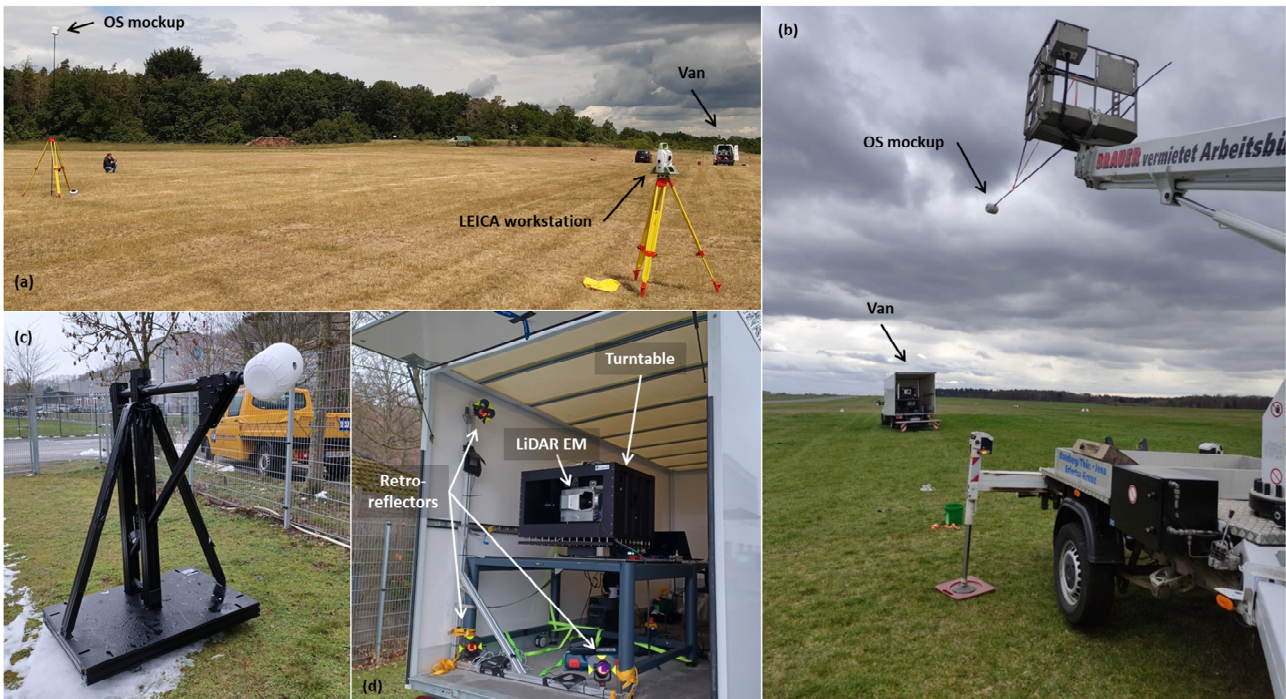 OS mockup
Van
LEICA workstation
(a)
(b)
BRAUER vermietet Arbeitsbü
OS mockup
Van
(c)
Turntable
LiDAR EM
Retro-
reflectors
(d)